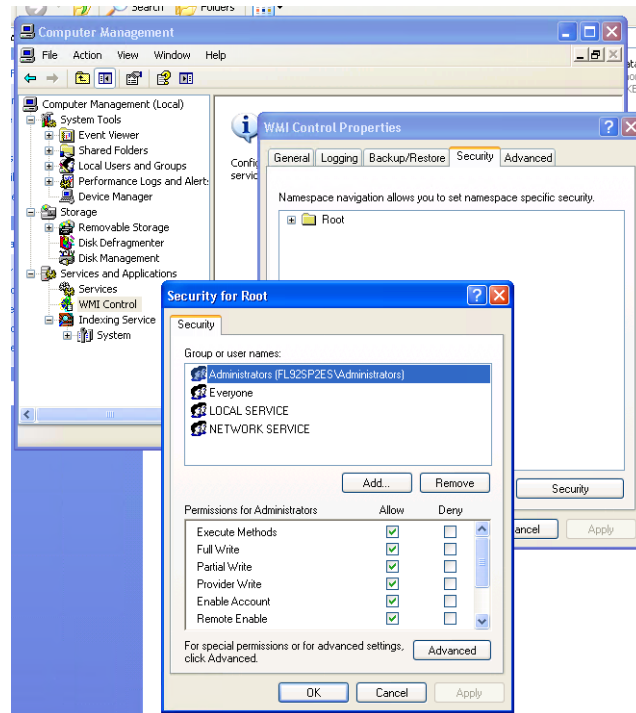 Search Folders
Computer Management
File Action View Window Help
Computer Management (Local)
System Tools
Event Viewer
Shared Folders
Local Users and Groups
Performance Logs and Alert
Device Manager
Storage
Removable Storage
Disk Defragmenter
Disk Management
Services and Applications
Services
WMI Control
Indexing Service
System
Config
servic
WMI Control Properties
General Logging Backup/Restore Security Advanced
Namespace navigation allows you to set namespace specific security.
Root
Security
ancel Apply
Security for Root
Security
Group or user names:
Administrators (FL92SP2ES\Administrators)
Everyone
LOCAL SERVICE
NETWORK SERVICE
Add... Remove
Permissions for Administrators Allow Deny
Execute Methods
Full Write
Partial Write
Provider Write
Enable Account
Remote Enable
For special permissions or for advanced settings,
click Advanced.
Advanced
OK Cancel Apply